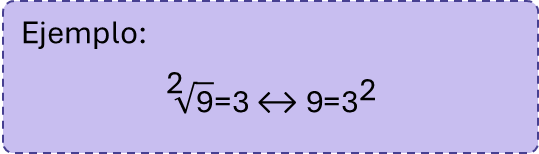 Ejemplo:
²√9=3 ↔ 9=3²